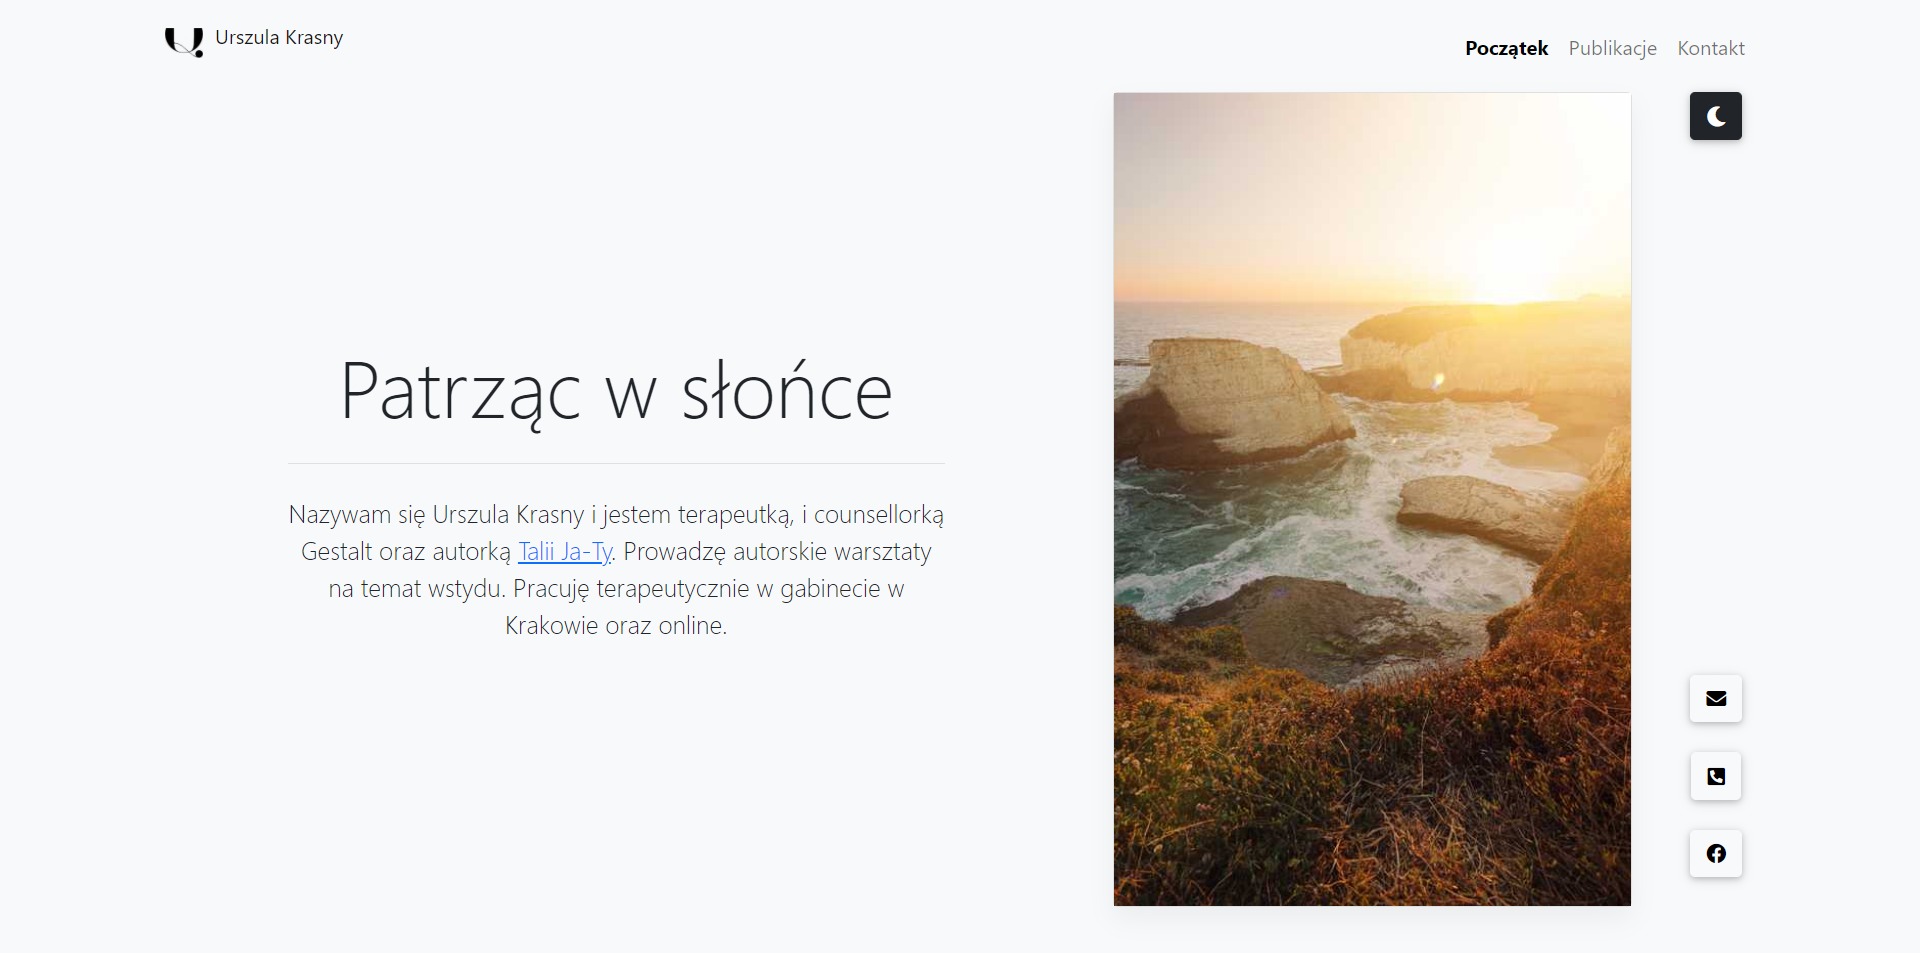 Urszula Krasny
Początek
Publikacje
Kontakt
Patrząc w słońce
Nazywam się Urszula Krasny i jestem terapeutką, i counsellorką
Gestalt oraz autorką Talii Ja-Ty. Prowadzę autorskie warsztaty
na temat wstydu. Pracuję terapeutycznie w gabinecie w
Krakowie oraz online.